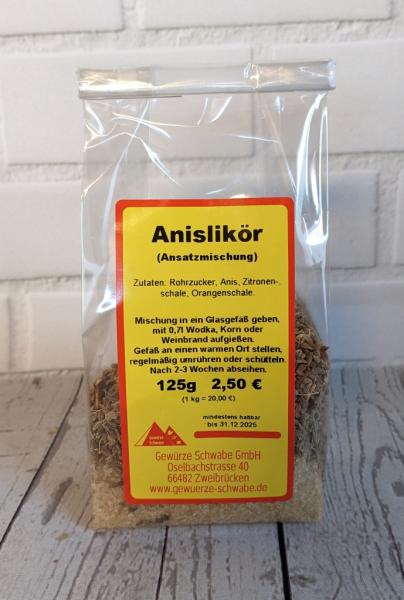 Anislikör
(Ansatzmischung)
Zutaten: Rohrzucker, Anis, Zitronen-,
schale, Orangenschale.
Mischung in ein Glasgefäß geben,
mit 0,7l Wodka, Korn oder
Weinbrand aufgießen.
Gefäß an einen warmen Ort stellen,
regelmäßig umrühren oder schütteln.
Nach 2-3 Wochen abseihen.
125g 2,50 €
(1 kg = 20,00 €)
mindestens haltbar
bis 31.12.2025
Gewürze
Schwabe
Gewürze Schwabe GmbH
Oselbachstrasse 40
66482 Zweibrücken
www.gewuerze-schwabe.de